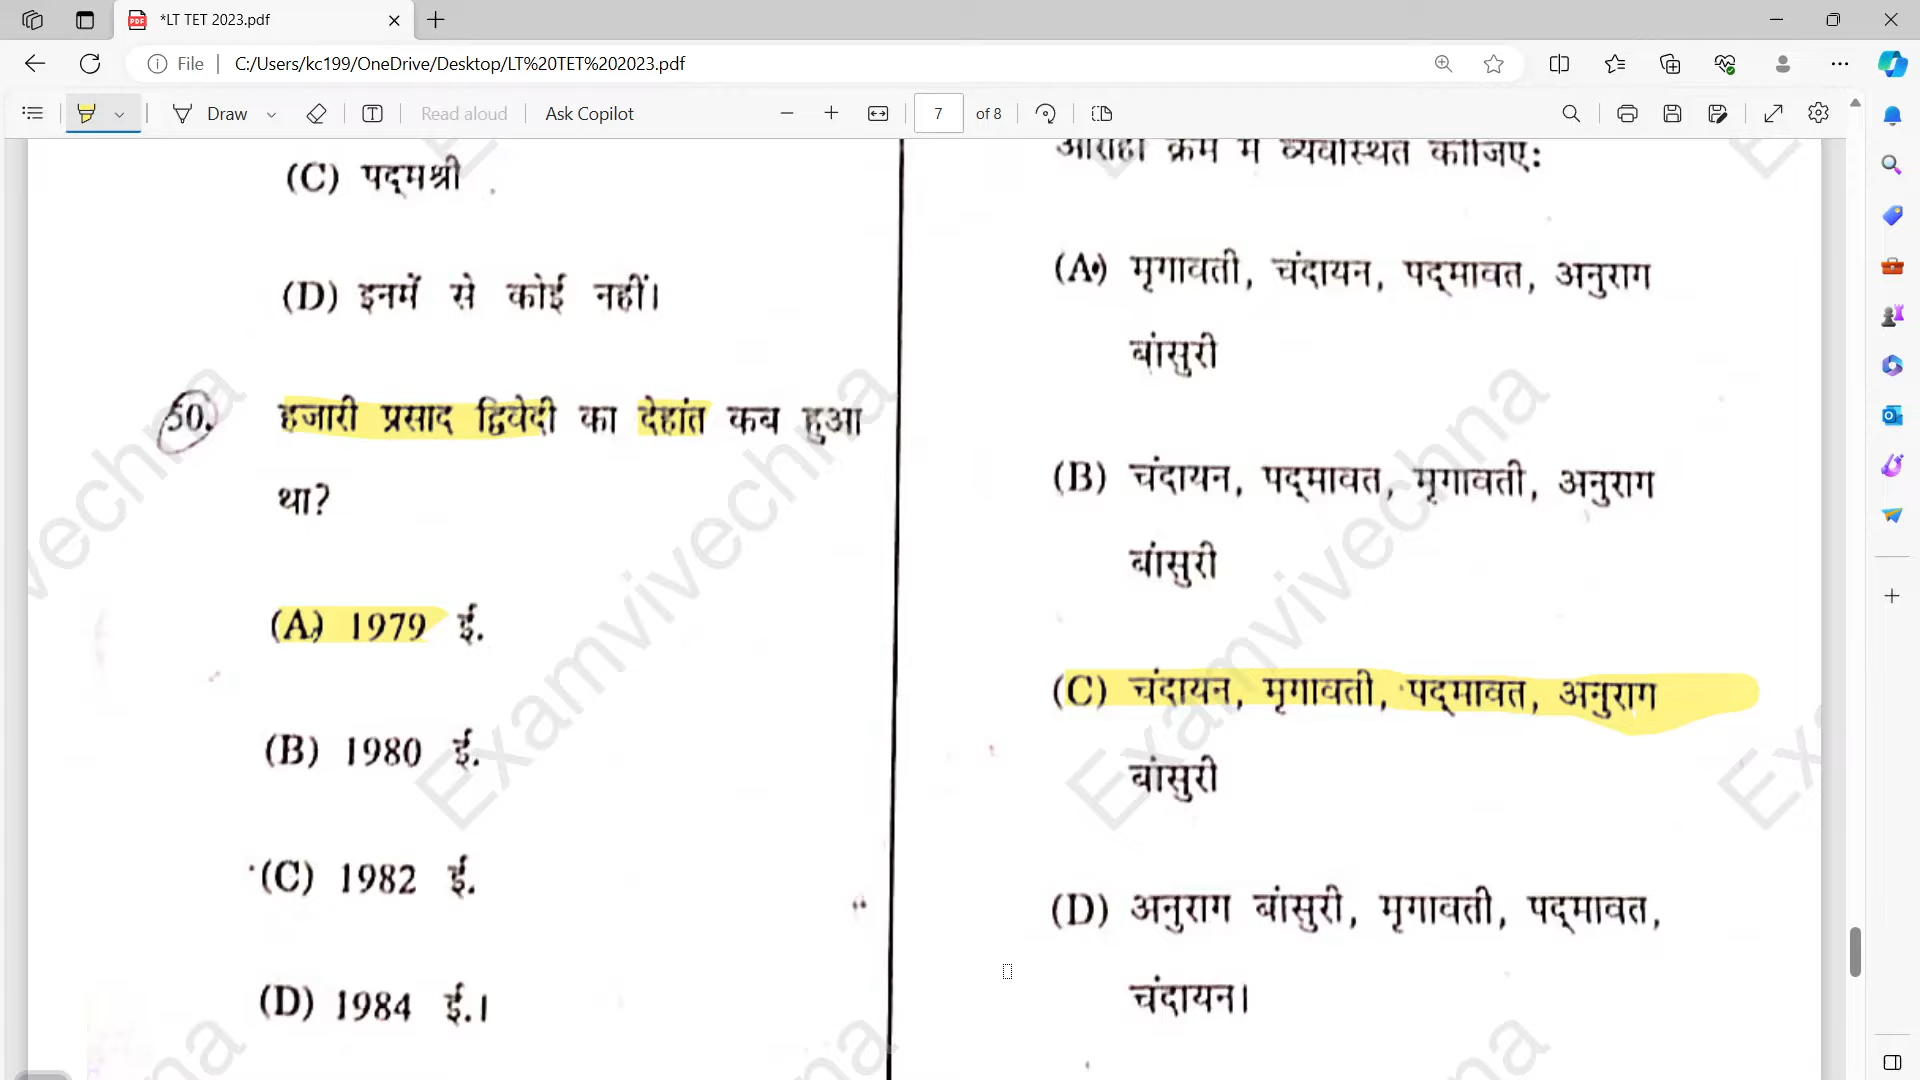 *LT TET 2023.pdf
File
C:/Users/kc199/OneDrive/Desktop/LT%20TET%202023.pdf
Draw
Read aloud
Ask Copilot
7
of 8
(C) पद्मश्री
(D) इनमें से कोई नहीं।
50. हजारी प्रसाद द्विवेदी का देहांत कब हुआ
था?
(A) 1979 ई.
(B) 1980 ई.
(C) 1982 ई.
(D) 1984 ई.।
आरोही क्रम में व्यवस्थित कीजिए:
(A) मृगावती, चंदायन, पद्मावत, अनुराग
बांसुरी
(B) चंदायन, पद्मावत, मृगावती, अनुराग
बांसुरी
(C) चंदायन, मृगावती, पद्मावत, अनुराग
बांसुरी
(D) अनुराग बांसुरी, मृगावती, पद्मावत,
चंदायन।
Examvivechna
Examvivechna